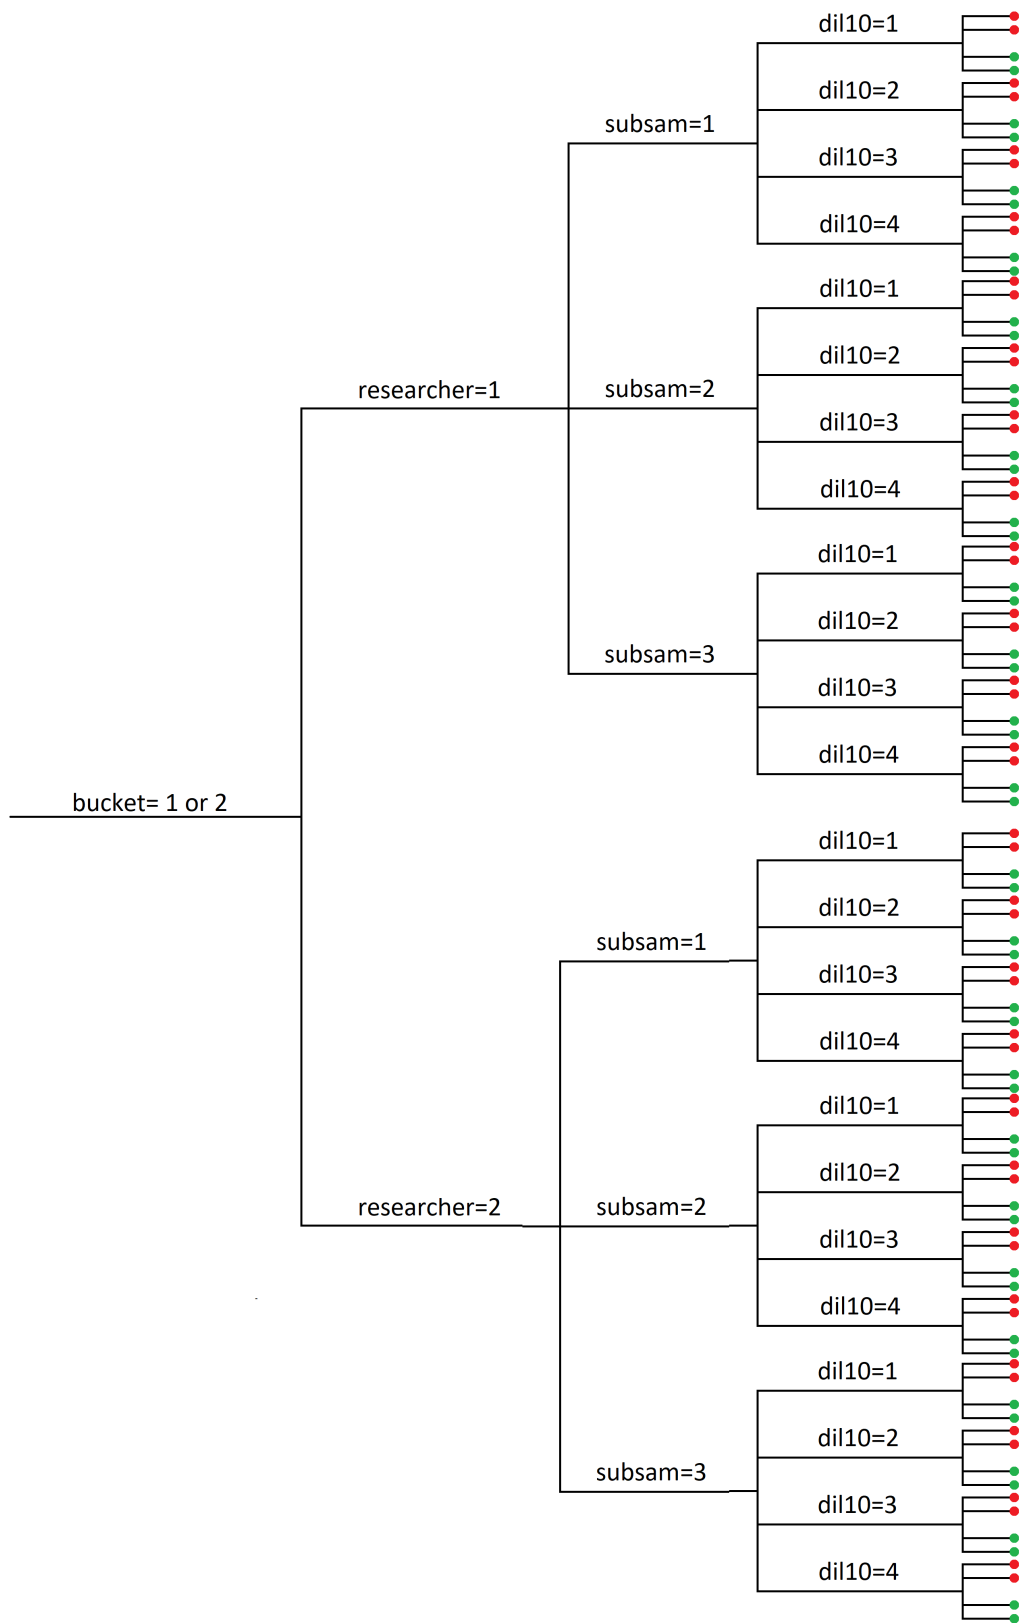 dil10=1
dil10=2
subsam=1
dil10=3
dil10=4
dil10=1
dil10=2
researcher=1
subsam=2
dil10=3
dil10=4
dil10=1
dil10=2
subsam=3
dil10=3
dil10=4
bucket= 1 or 2
dil10=1
dil10=2
subsam=1
dil10=3
dil10=4
dil10=1
dil10=2
researcher=2
subsam=2
dil10=3
dil10=4
dil10=1
dil10=2
subsam=3
dil10=3
dil10=4